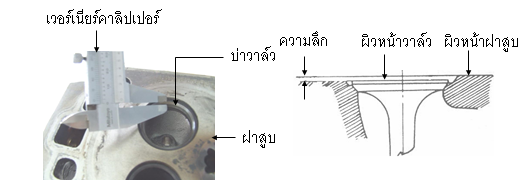 เวอร์เนียร์คาลิปเปอร์
บ่าวาล์ว
ฝาสูบ
ความลึก
ผิวหน้าวาล์ว
ผิวหน้าฝาสูบ